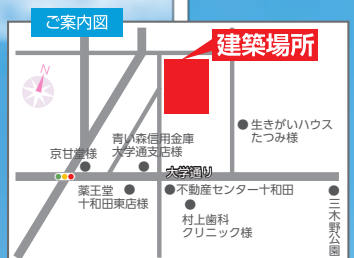 ご案内図
建築場所
N
生きがいハウス
たつみ様
青い森信用金庫
大学通支店様
京甘堂様
大学通り
薬王堂
十和田東店様
不動産センター十和田
村上歯科
クリニック様
三木野公園